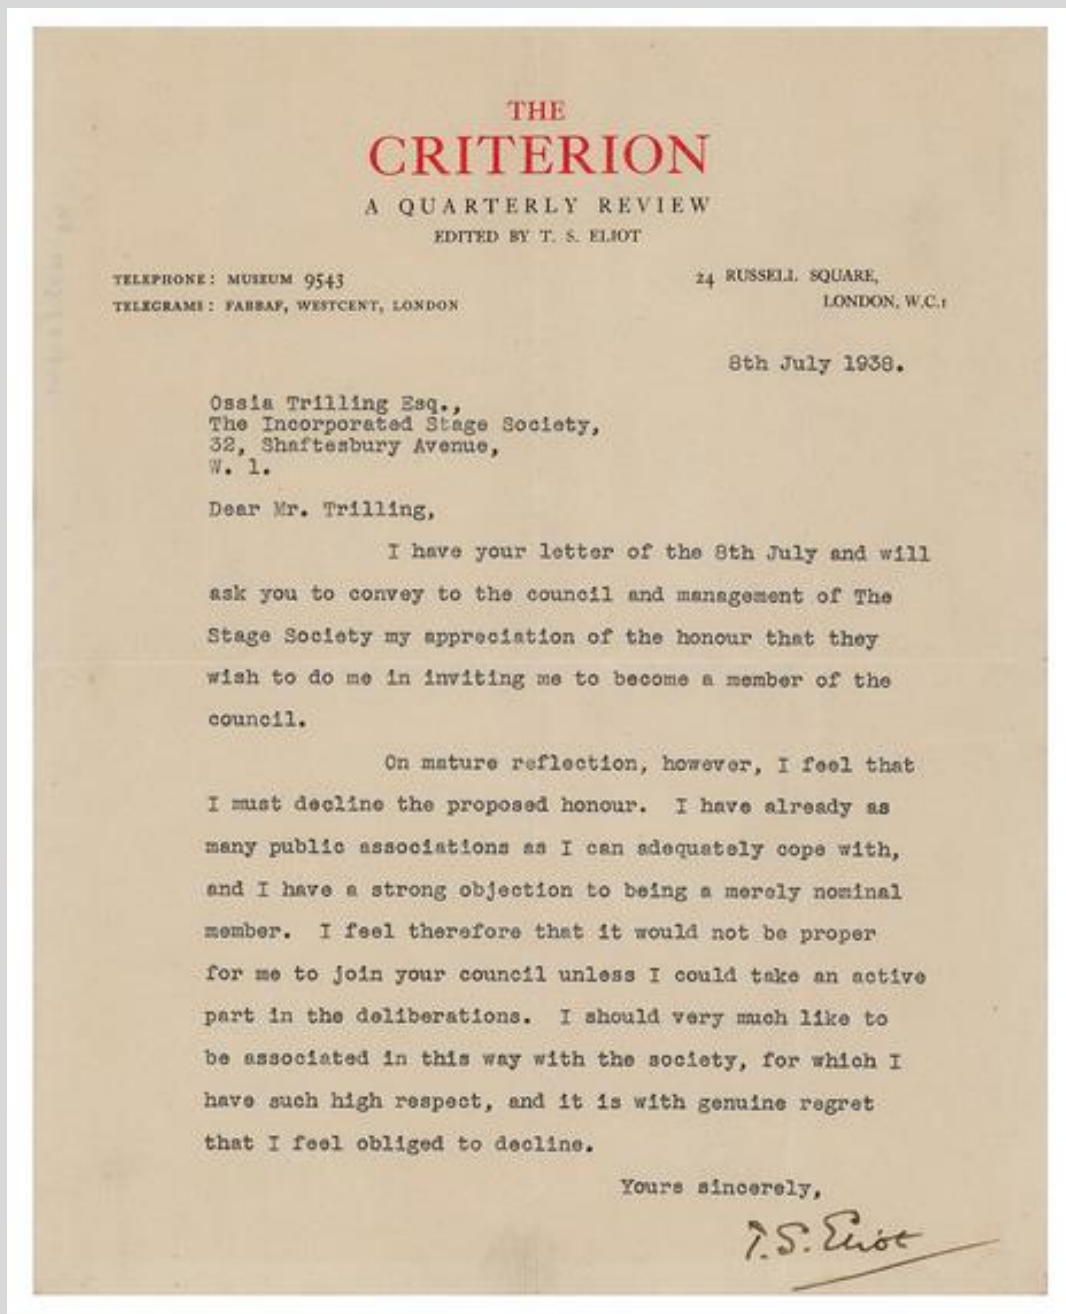 THE
CRITERION
A QUARTERLY REVIEW
EDITED BY T. S. ELIOT
TELEPHONE: MUSEUM 9543
TELEGRAMS: FABBAF, WESTCENT, LONDON
24 RUSSELL SQUARE,
LONDON, W.C.1
8th July 1938.
Ossia Trilling Esq.,
The Incorporated Stage Society,
32, Shaftesbury Avenue,
W. 1.
Dear Mr. Trilling,
I have your letter of the 8th July and will
ask you to convey to the council and management of The
Stage Society my appreciation of the honour that they
wish to do me in inviting me to become a member of the
council.
On mature reflection, however, I feel that
I must decline the proposed honour. I have already as
many public associations as I can adequately cope with,
and I have a strong objection to being a merely nominal
member. I feel therefore that it would not be proper
for me to join your council unless I could take an active
part in the deliberations. I should very much like to
be associated in this way with the society, for which I
have such high respect, and it is with genuine regret
that I feel obliged to decline.
Yours sincerely,
T. S. Eliot